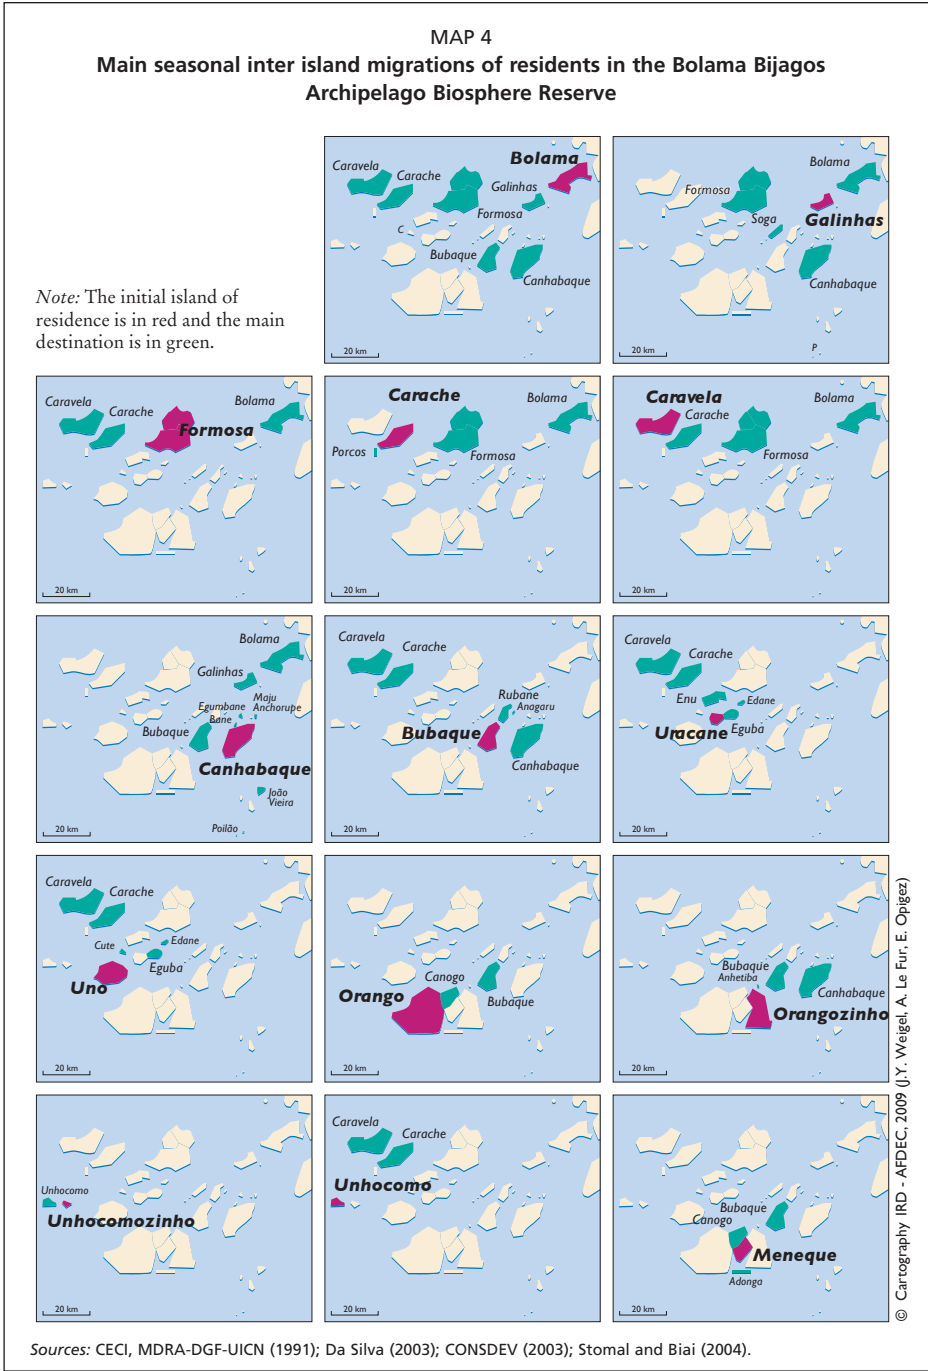 MAP 4
Main seasonal inter island migrations of residents in the Bolama Bijagos
Archipelago Biosphere Reserve
Note: The initial island of
residence is in red and the main
destination is in green.
Caravela
Carache
Bolama
Galinhas
Formosa
C
Bubaque
Canhabaque
20 km
Formosa
Bolama
Soga
Galinhas
Canhabaque
P
20 km
Caravela
Carache
Bolama
Formosa
20 km
Carache
Bolama
Porcos
Formosa
20 km
Caravela
Carache
Bolama
Formosa
20 km
Bolama
Galinhas
Maju
Anchorupe
Egumbane
Bane
Bubaque
Canhabaque
João
Vieira
Poilão
20 km
Caravela
Carache
Rubane
Anagaru
Bubaque
Canhabaque
20 km
Caravela
Carache
Enu
Edane
Uracane
Eguba
20 km
Caravela
Carache
Cute
Edane
Eguba
Uno
20 km
Canogo
Orango
Bubaque
20 km
Bubaque
Anhetiba
Canhabaque
Orangozinho
20 km
Unhocomo
Unhocomozinho
20 km
Caravela
Carache
Unhocomo
20 km
Bubaque
Canogo
Meneque
Adonga
20 km
© Cartography IRD - AFDEC, 2009 (J.Y. Weigel, A. Le Fur, E. Opigez)
Sources: CECI, MDRA-DGF-UICN (1991); Da Silva (2003); CONSDEV (2003); Stomal and Biai (2004).